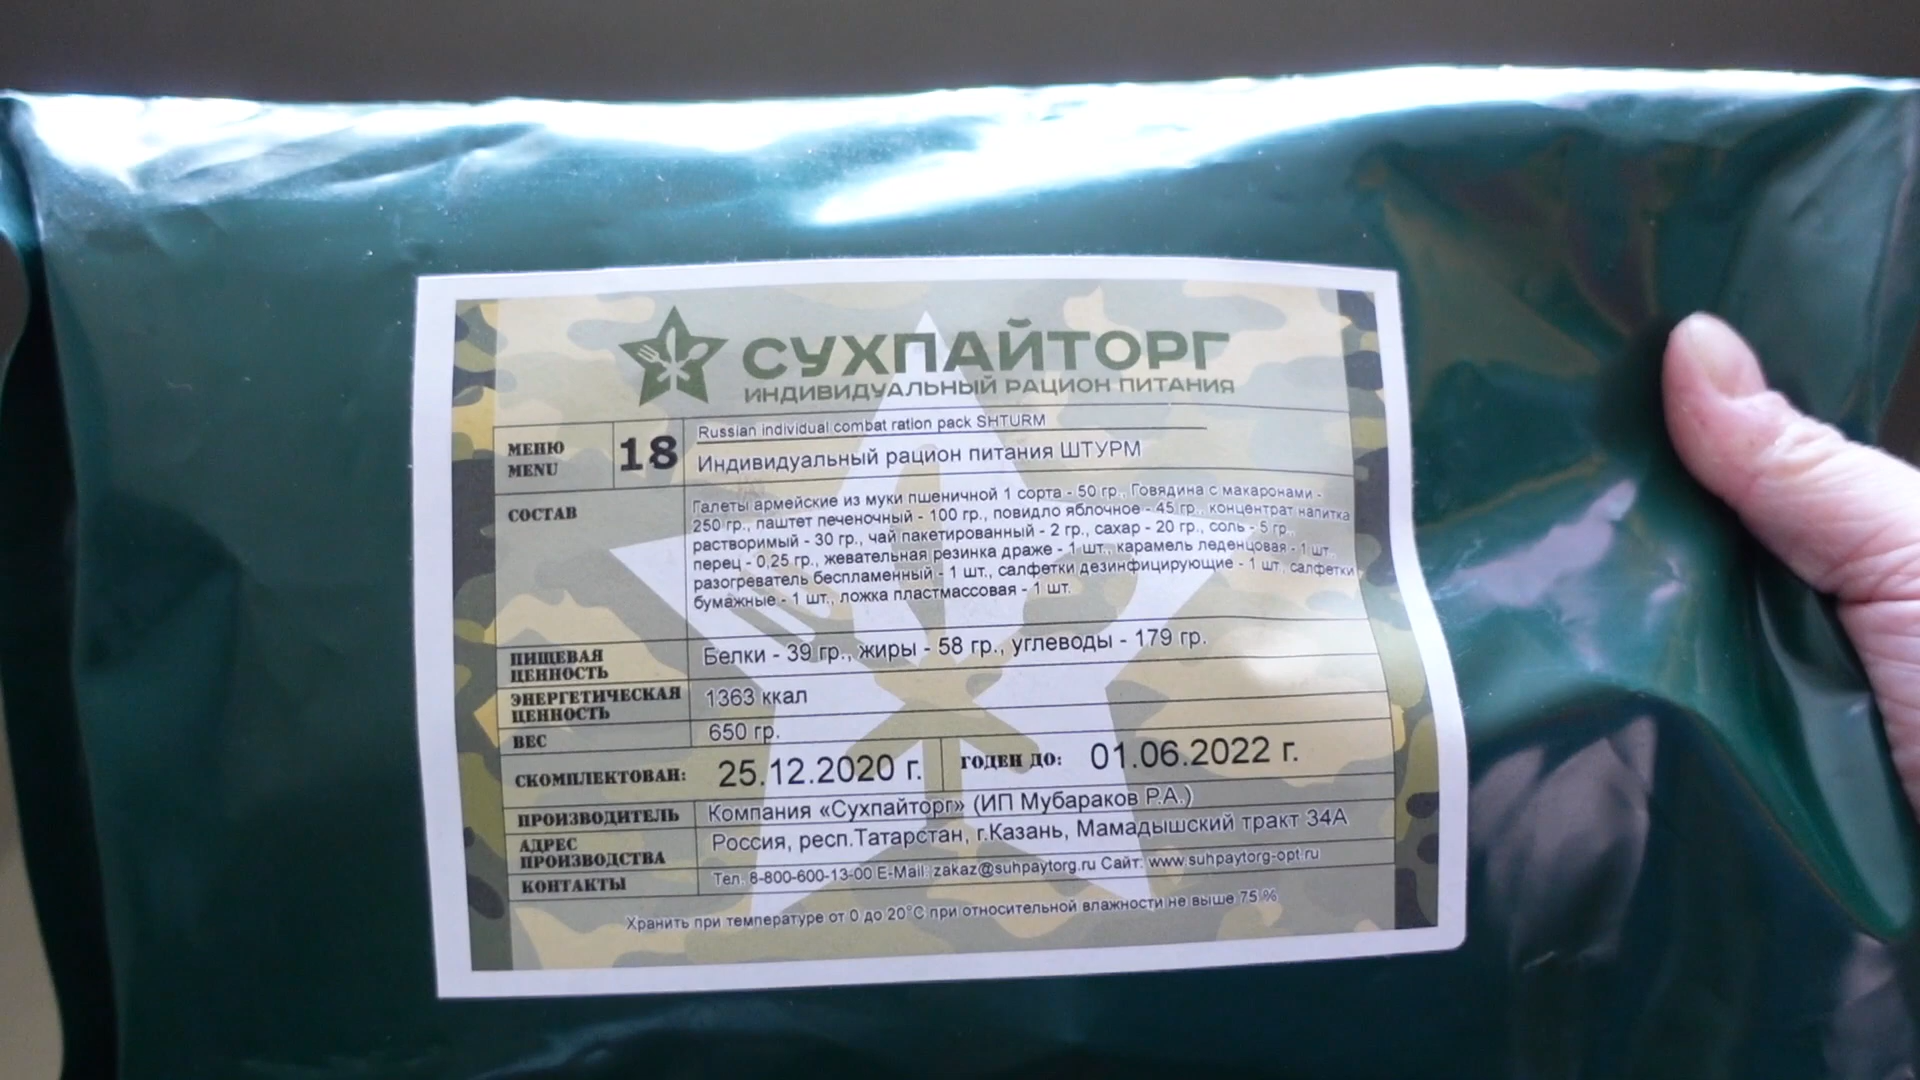 СУХПАЙТОРГ
ИНДИВИДУАЛЬНЫЙ РАЦИОН ПИТАНИЯ
МЕНЮ
MENU
18
Russian individual combat ration pack SHTURM
Индивидуальный рацион питания ШТУРМ
СОСТАВ
Галеты армейские из муки пшеничной 1 сорта - 50 гр., Говядина с макаронами -
250 гр., паштет печеночный - 100 гр., повидло яблочное - 45 гр., концентрат напитка
растворимый - 30 гр., чай пакетированный - 2 гр., сахар - 20 гр., соль - 5 гр.,
перец - 0,25 гр., жевательная резинка драже - 1 шт., карамель леденцовая - 1 шт.,
разогреватель беспламенный - 1 шт., салфетки дезинфицирующие - 1 шт, салфетки
бумажные - 1 шт., ложка пластмассовая - 1 шт.
ПИЩЕВАЯ
ЦЕННОСТЬ
Белки - 39 гр., жиры - 58 гр., углеводы - 179 гр.
ЭНЕРГЕТИЧЕСКАЯ
ЦЕННОСТЬ
1363 ккал
ВЕС
650 гр.
СКОМПЛЕКТОВАН:
25.12.2020 г.
ГОДЕН ДО:
01.06.2022 г.
ПРОИЗВОДИТЕЛЬ
Компания «Сухпайторг» (ИП Мубараков Р.А.)
АДРЕС
ПРОИЗВОДСТВА
Россия, респ.Татарстан, г.Казань, Мамадышский тракт 34А
КОНТАКТЫ
Тел. 8-800-600-13-00 E-Mail: zakaz@suhpaytorg.ru Сайт: www.suhpaytorg-opt.ru
Хранить при температуре от 0 до 20°C при относительной влажности не выше 75 %